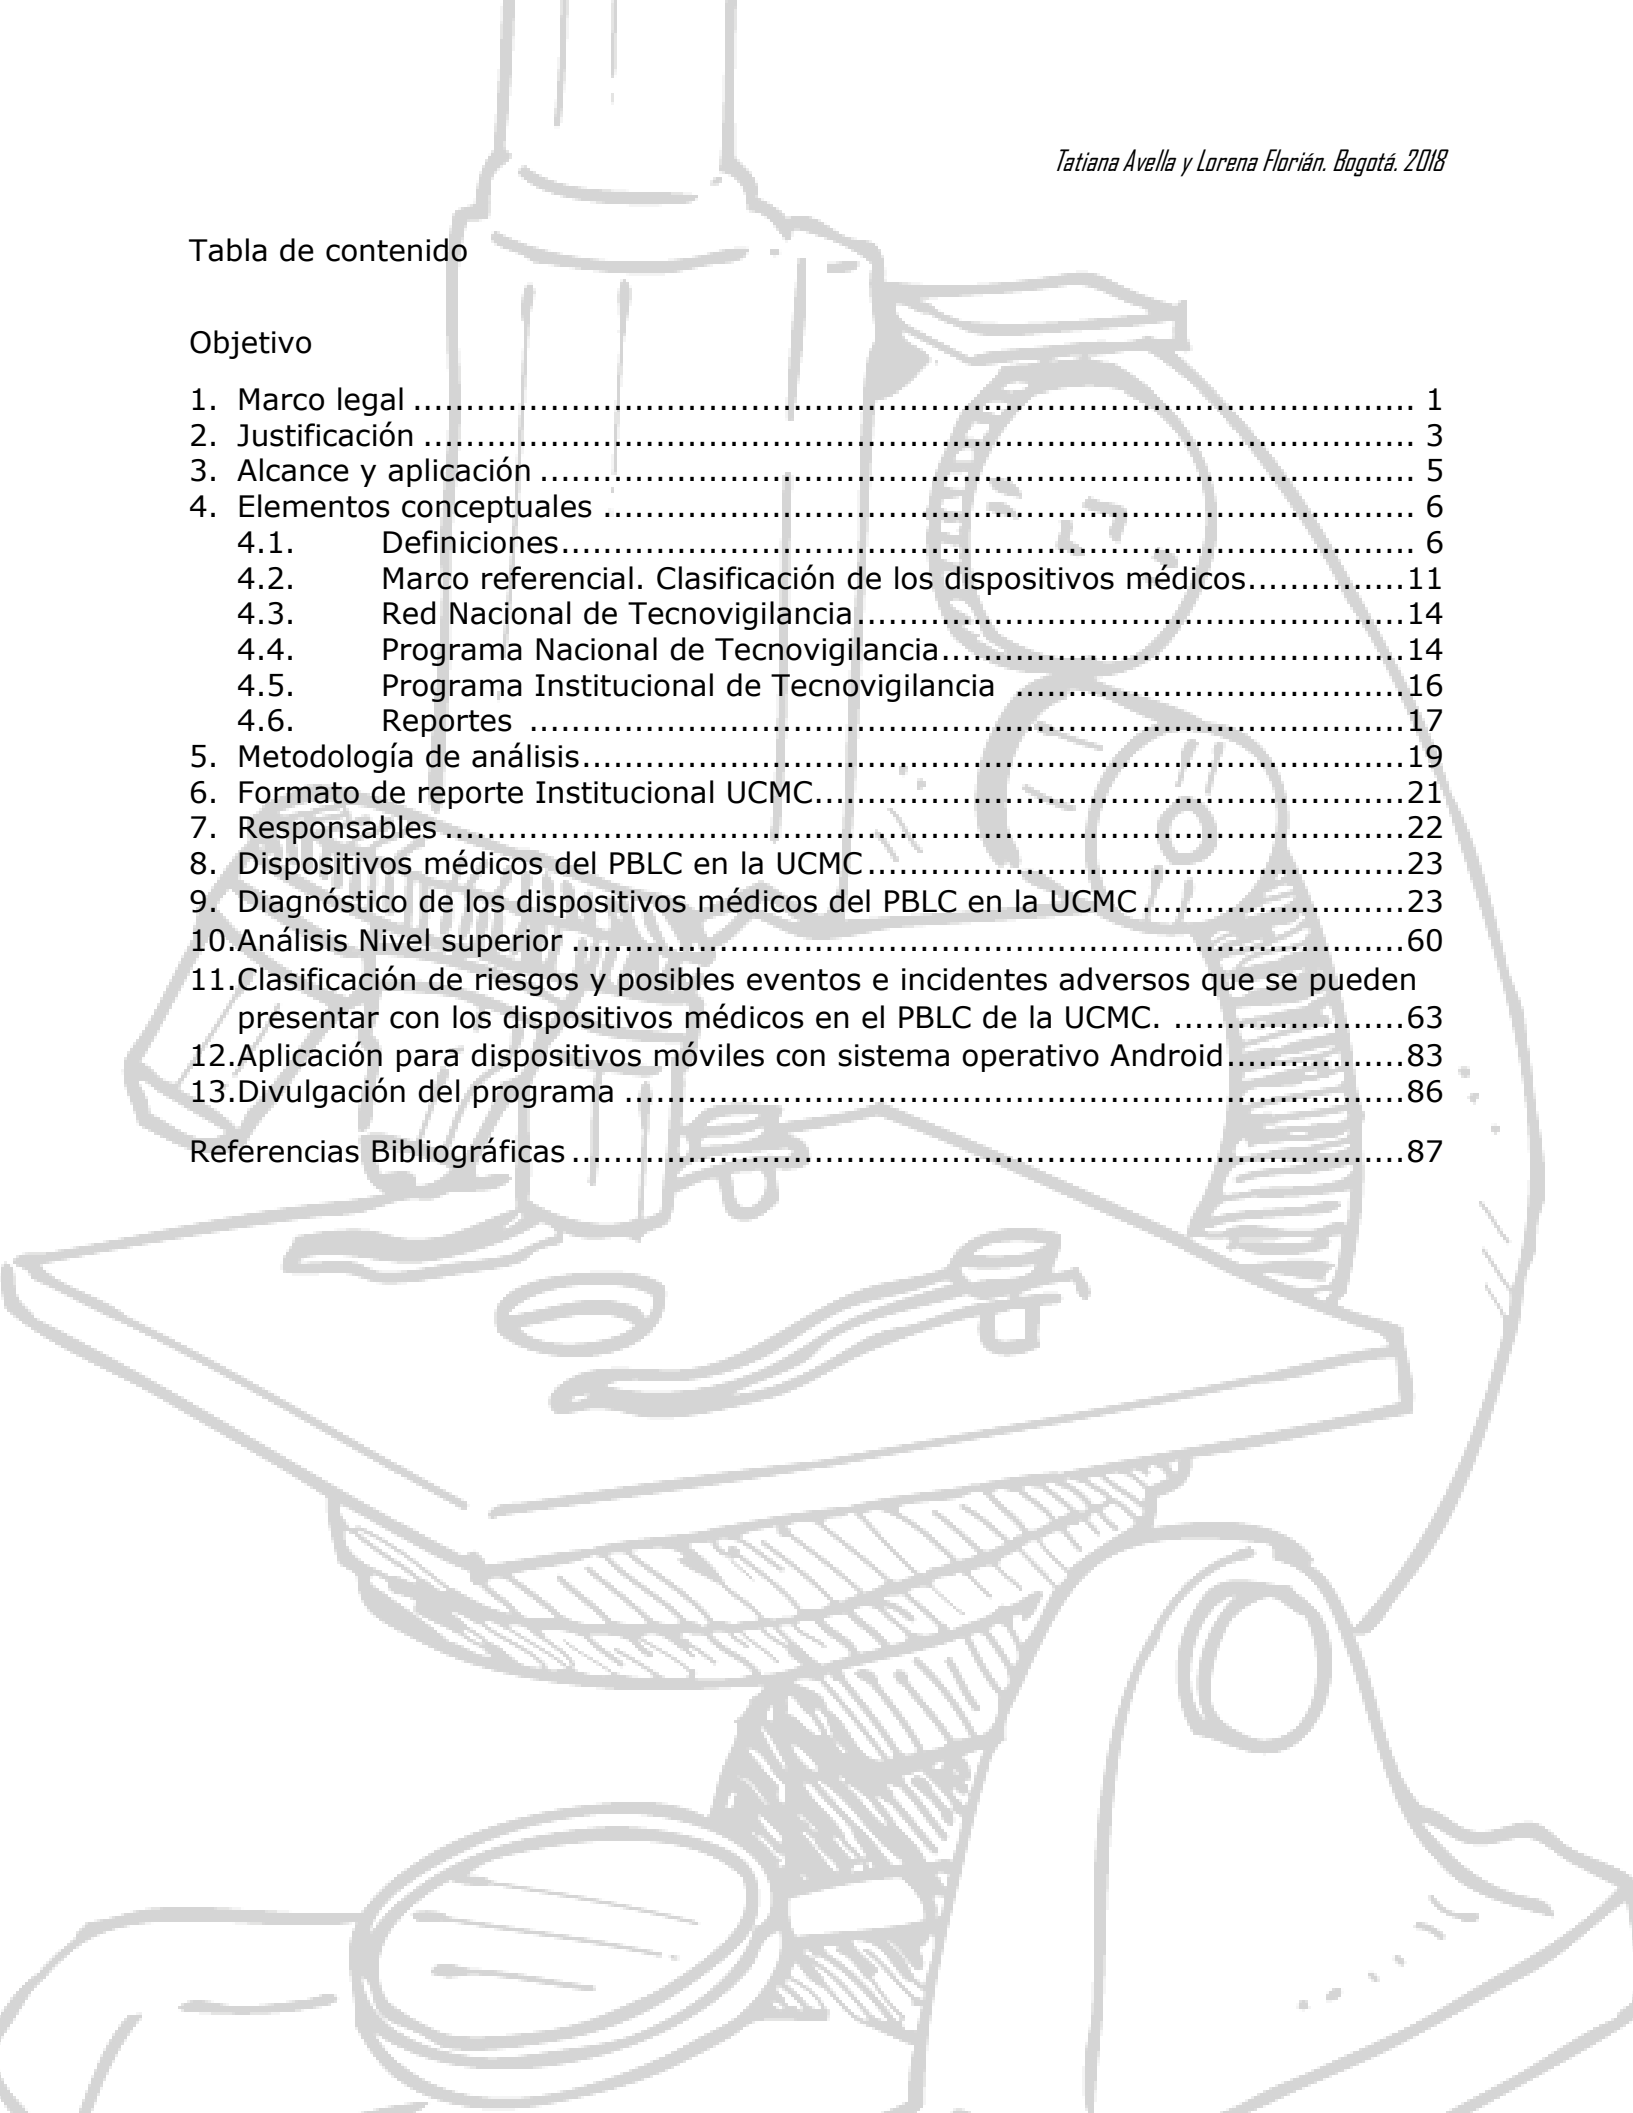 Tatiana Avella y Lorena Florián. Bogotá. 2018
Tabla de contenido
Objetivo
1. Marco legal ................................................................................................ 1
2. Justificación ............................................................................................... 3
3. Alcance y aplicación .................................................................................... 5
4. Elementos conceptuales .............................................................................. 6
4.1. Definiciones.................................................................................. 6
4.2. Marco referencial. Clasificación de los dispositivos médicos...............11
4.3. Red Nacional de Tecnovigilancia.....................................................14
4.4. Programa Nacional de Tecnovigilancia............................................14
4.5. Programa Institucional de Tecnovigilancia .....................................16
4.6. Reportes ....................................................................................17
5. Metodología de análisis...............................................................................19
6. Formato de reporte Institucional UCMC.........................................................21
7. Responsables ............................................................................................22
8. Dispositivos médicos del PBLC en la UCMC....................................................23
9. Diagnóstico de los dispositivos médicos del PBLC en la UCMC.........................23
10.Análisis Nivel superior ................................................................................60
11.Clasificación de riesgos y posibles eventos e incidentes adversos que se pueden
presentar con los dispositivos médicos en el PBLC de la UCMC. ......................63
12.Aplicación para dispositivos móviles con sistema operativo Android.................83
13.Divulgación del programa ...........................................................................86
Referencias Bibliográficas ................................................................................87